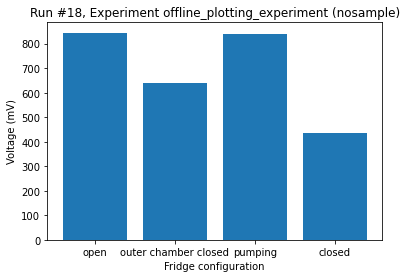 Run #18, Experiment offline_plotting_experiment (nosample)
Voltage (mV)
800
700
600
500
400
300
200
100
0
open outer chamber closed pumping closed
Fridge configuration